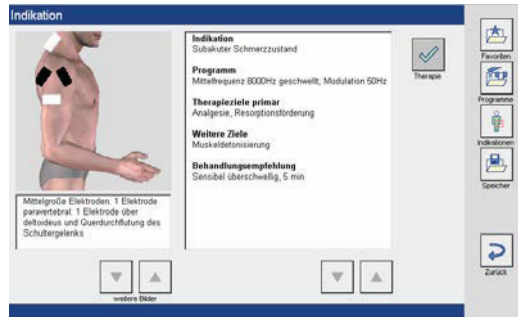 Indikation
Indikation
Subakuter Schmerzzustand
Programm
Mittelfrequenz 8000Hz geschwellt; Modulation 50Hz
Therapieziele primar
Analgesie, Resorptionsförderung
Weitere Ziele
Muskeldetonisierung
Behandlungsempfehlung
Sensibel überschwellig, 5 min
Mittelgroße Elektroden: 1 Elektrode
paravertebral: 1 Elektrode über
deltoideus und Querdurchflutung des
Schultergelenks
weitere Bilder
Therapie
Favoriten
Programme
Indikationen
Speicher
Zurück